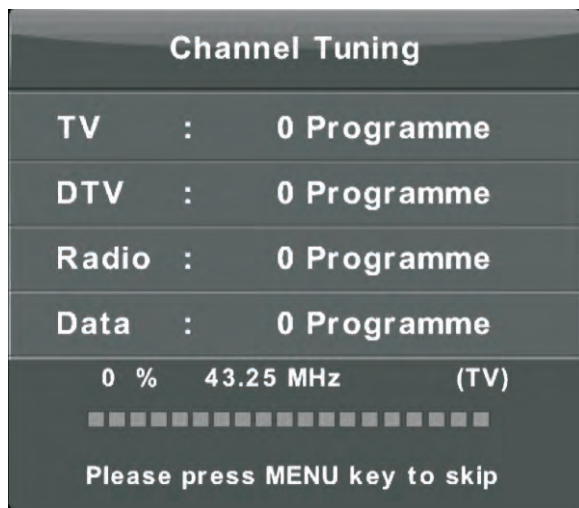 Channel Tuning
TV : 0 Programme
DTV : 0 Programme
Radio : 0 Programme
Data : 0 Programme
0 % 43.25 MHz (TV)
Please press MENU key to skip